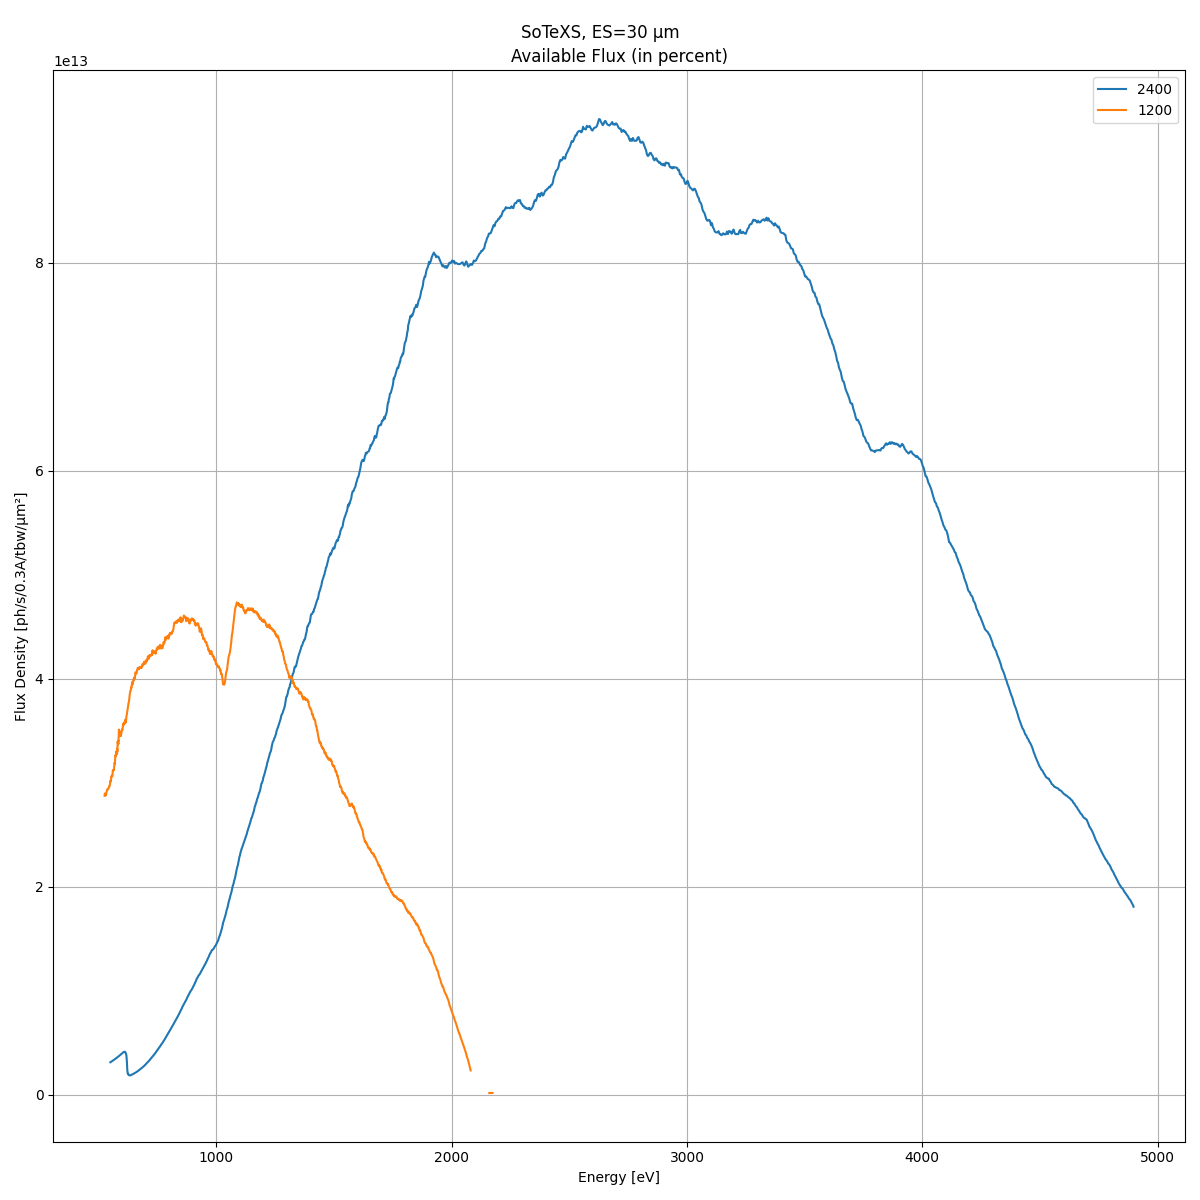 SoTeXS, ES=30 µm
Available Flux (in percent)
1e13
2400
1200
8
6
4
2
0
Flux Density [ph/s/0.3A/tbw/µm²]
1000
2000
3000
4000
5000
Energy [eV]